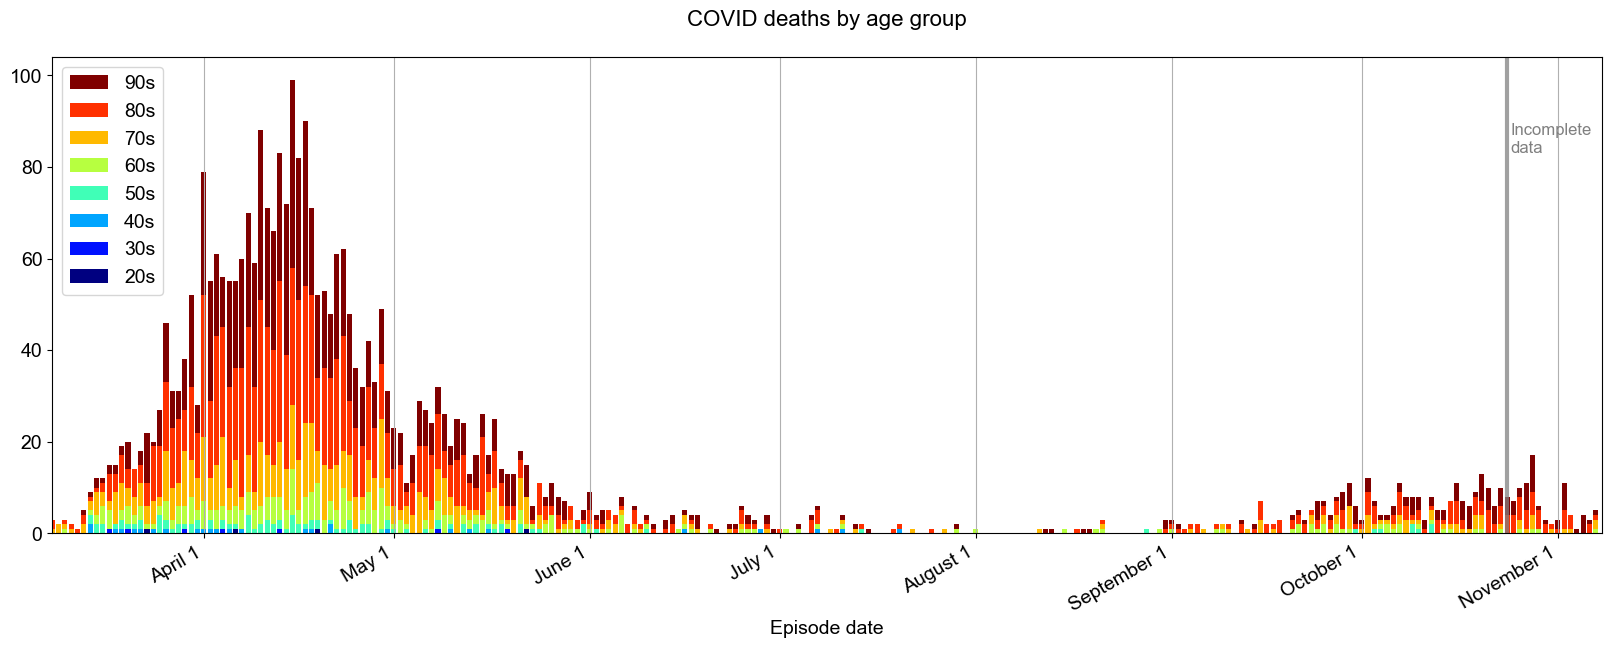 COVID deaths by age group
100
80
60
40
20
0
90s
80s
70s
60s
50s
40s
30s
20s
Incomplete
data
April 1
May 1
June 1
July 1
August 1
September 1
October 1
November 1
Episode date